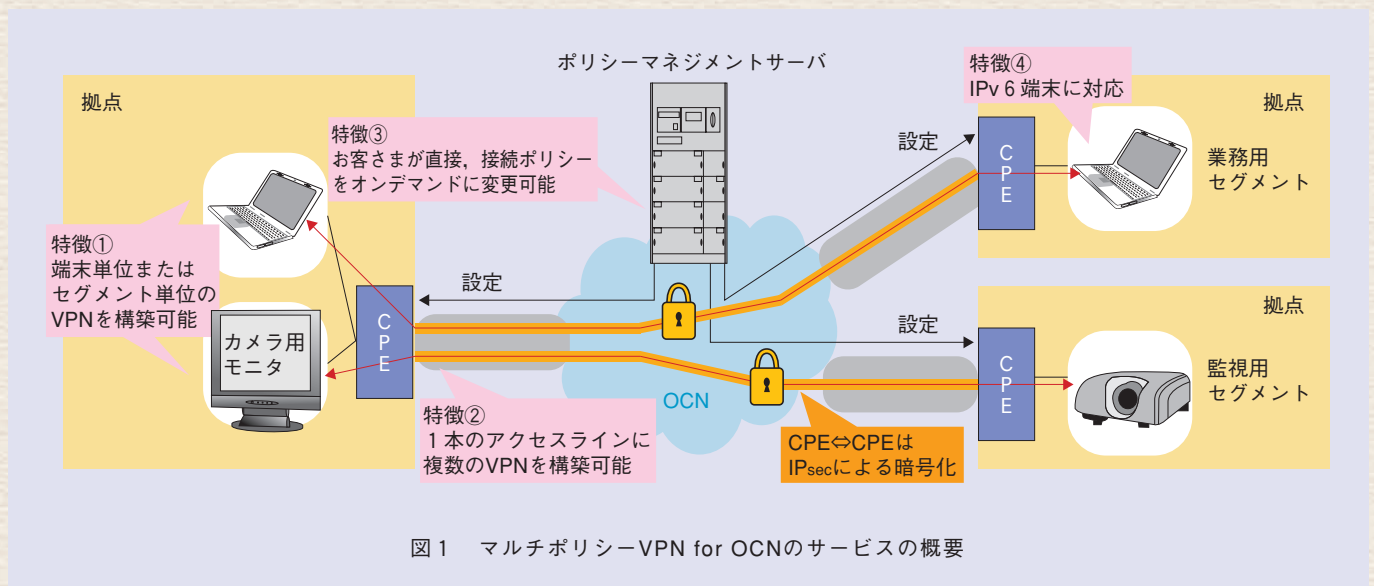 ポリシーマネジメントサーバ
拠点
特徴③
お客さまが直接，接続ポリシー
をオンデマンドに変更可能
特徴④
IPv 6 端末に対応
拠点
設定
CPE
業務用
セグメント
特徴①
端末単位または
セグメント単位の
VPNを構築可能
設定
カメラ用
モニタ
CPE
OCN
特徴②
1本のアクセスラインに
複数のVPNを構築可能
設定
拠点
CPE
監視用
セグメント
CPE⇔CPEは
IPsecによる暗号化
図1 マルチポリシーVPN for OCNのサービスの概要